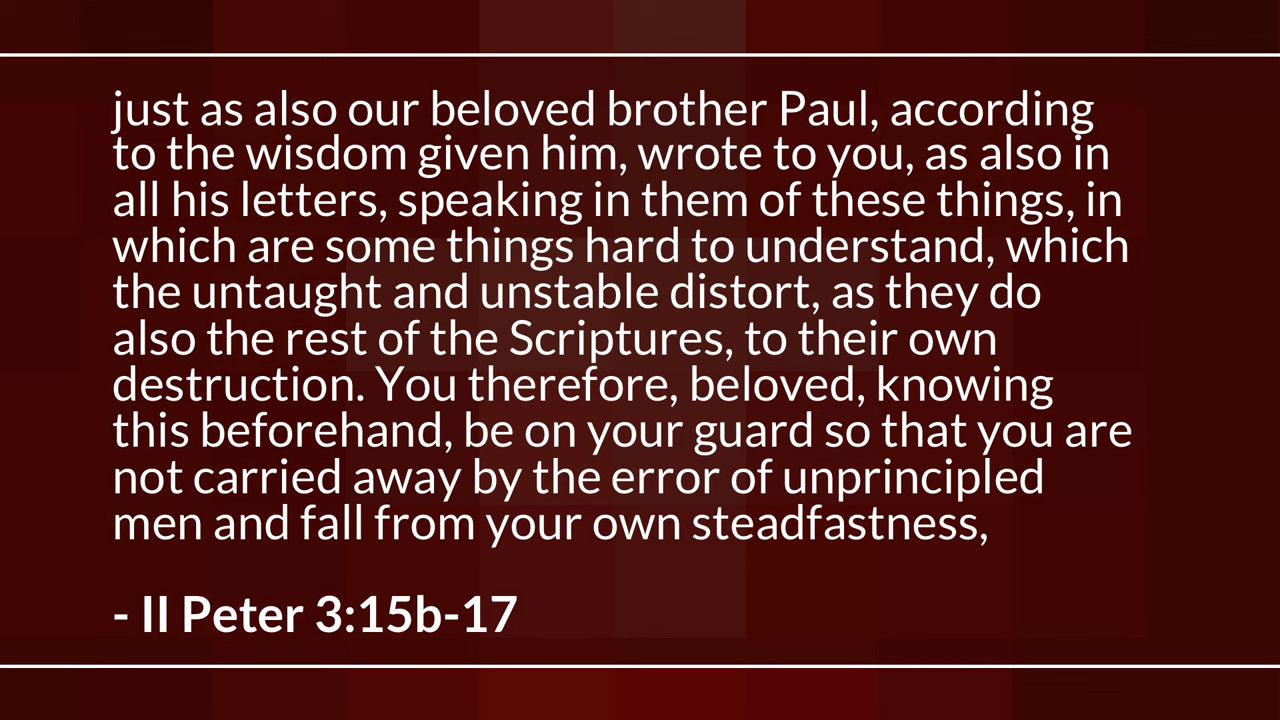 just as also our beloved brother Paul, according
to the wisdom given him, wrote to you, as also in
all his letters, speaking in them of these things, in
which are some things hard to understand, which
the untaught and unstable distort, as they do
also the rest of the Scriptures, to their own
destruction. You therefore, beloved, knowing
this beforehand, be on your guard so that you are
not carried away by the error of unprincipled
men and fall from your own steadfastness,
- II Peter 3:15b-17